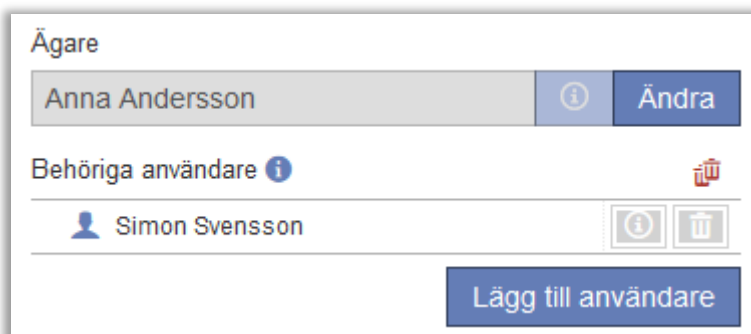 Ägare
Anna Andersson Ändra
Behöriga användare
Simon Svensson
Lägg till användare